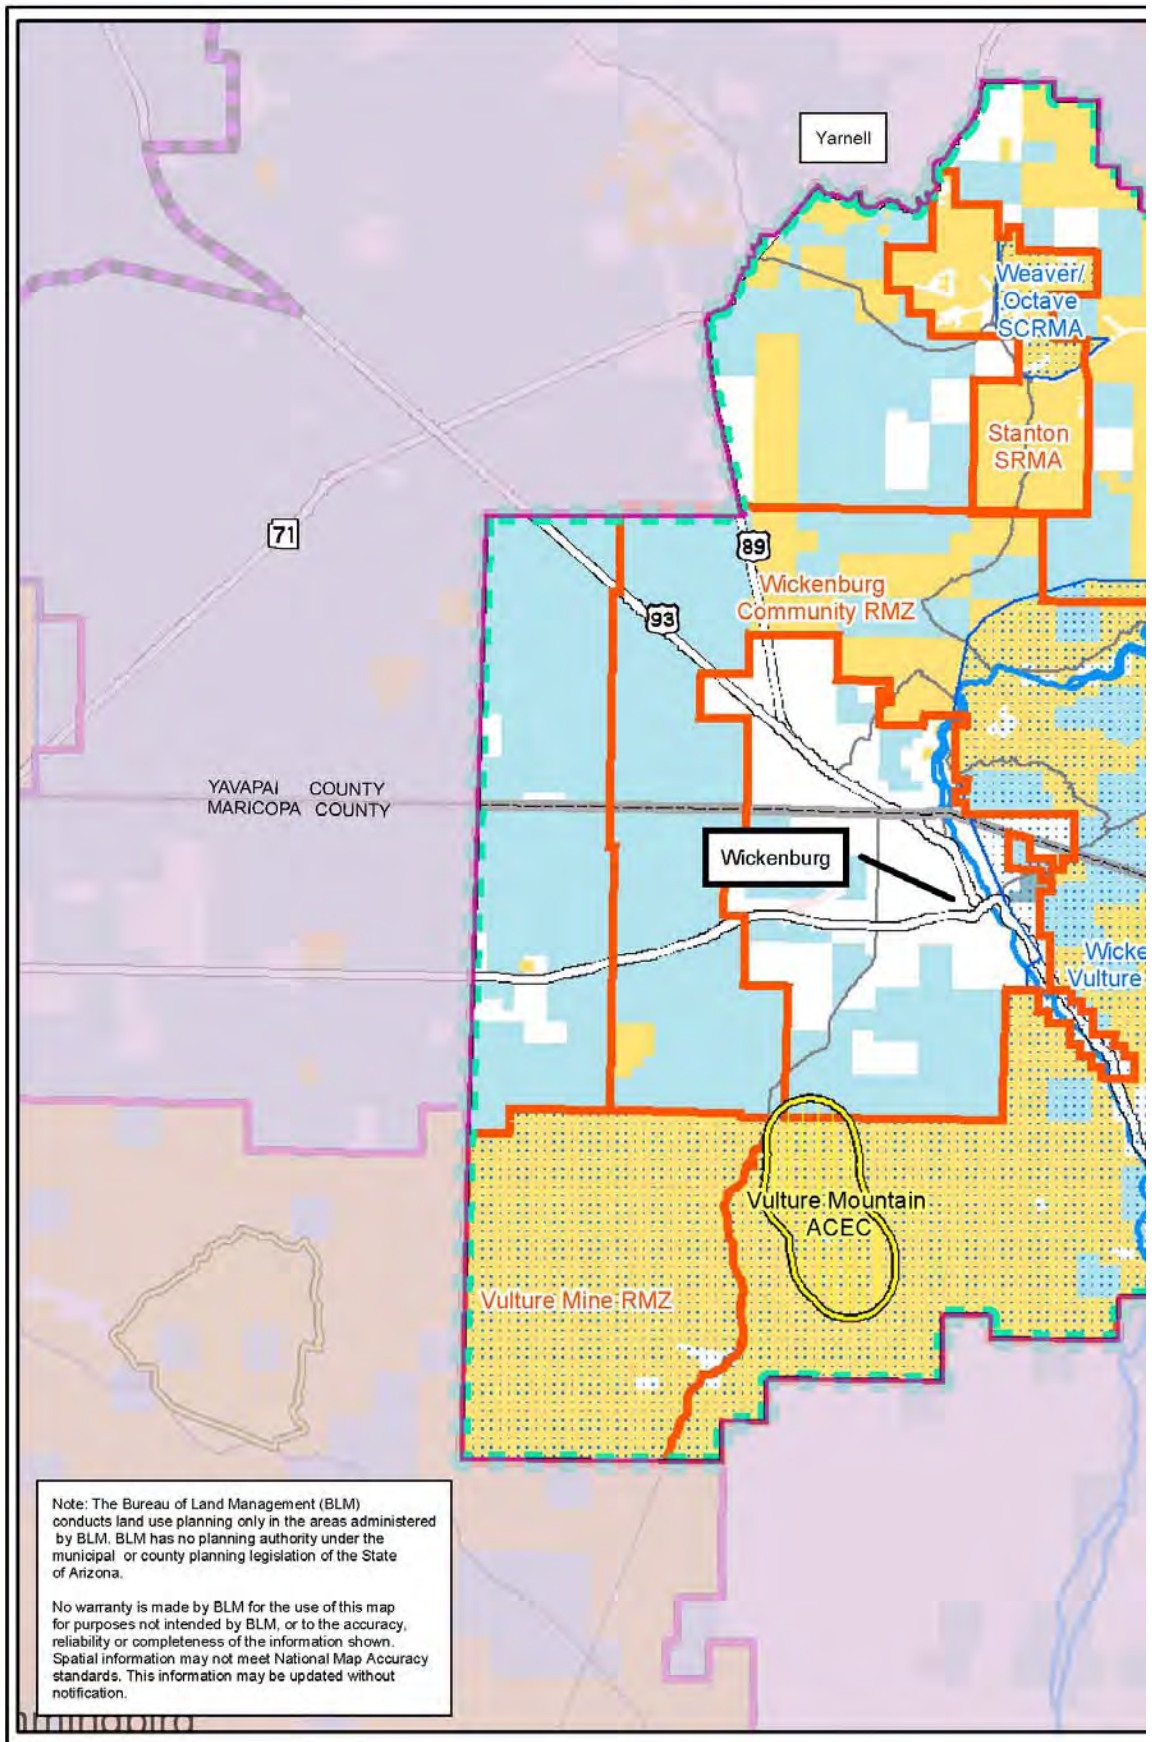 Yarnell
Weaver/
Octave
SCRMA
Stanton
SRMA
71
89
Wickenburg
Community RMZ
93
YAVAPAI COUNTY
MARICOPA COUNTY
Wickenburg
Wicke
Vulture
Vulture Mountain
ACEC
Vulture Mine RMZ
Note: The Bureau of Land Management (BLM)
conducts land use planning only in the areas administered
by BLM. BLM has no planning authority under the
municipal or county planning legislation of the State
of Arizona.
No warranty is made by BLM for the use of this map
for purposes not intended by BLM, or to the accuracy,
reliability or completeness of the information shown.
Spatial information may not meet National Map Accuracy
standards. This information may be updated without
notification.